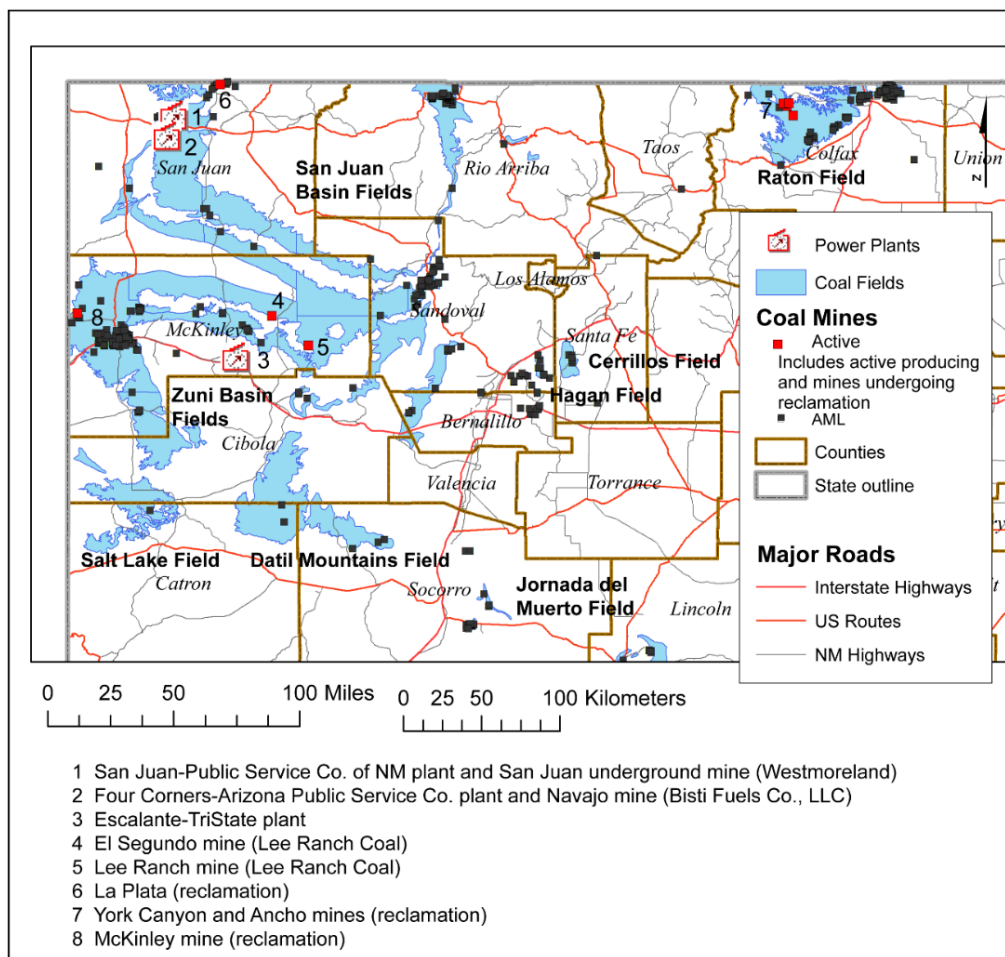 6
1
2
San Juan
San Juan
Basin Fields
Rio Arriba
Taos
7
Colfax
Raton Field
Union
N
Los Alamos
Sandoval
4
8
McKinley
5
3
Santa Fe
Cerrillos Field
Hagan Field
Zuni Basin
Fields
Bernalillo
Cibola
Valencia
Torrance
Salt Lake Field
Datil Mountains Field
Catron
Socorro
Jornada del
Muerto Field
Lincoln
ry
t
Power Plants
Coal Fields
Coal Mines
Active
Includes active producing
and mines undergoing
reclamation
AML
Counties
State outline
Major Roads
Interstate Highways
US Routes
NM Highways
0 25 50 100 Miles
0 25 50 100 Kilometers
1 San Juan-Public Service Co. of NM plant and San Juan underground mine (Westmoreland)
2 Four Corners-Arizona Public Service Co. plant and Navajo mine (Bisti Fuels Co., LLC)
3 Escalante-TriState plant
4 El Segundo mine (Lee Ranch Coal)
5 Lee Ranch mine (Lee Ranch Coal)
6 La Plata (reclamation)
7 York Canyon and Ancho mines (reclamation)
8 McKinley mine (reclamation)